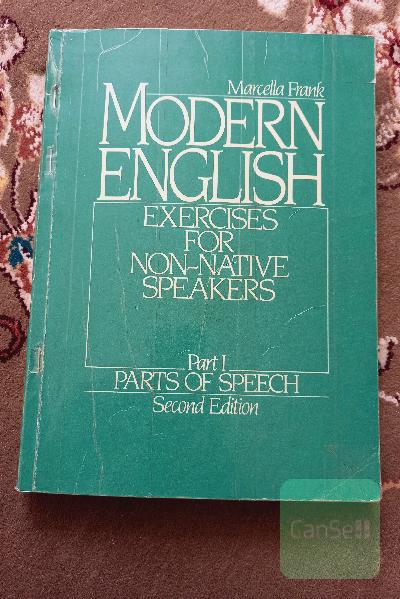 Marcella Frank
MODERN
ENGLISH
EXERCISES
FOR
NON-NATIVE
SPEAKERS
Part I
PARTS OF SPEECH
Second Edition
CanSell